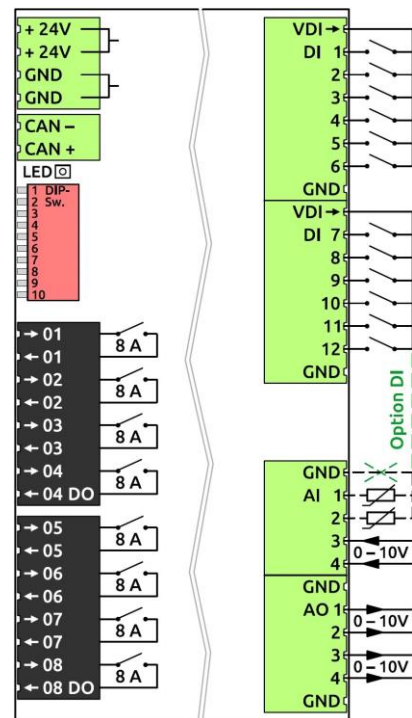 + 24V
+ 24V
GND
GND
CAN –
CAN +
LED
1 DIP-
2 Sw.
3
4
5
6
7
8
9
10
→ 01
8 A
← 01
→ 02
8 A
← 02
→ 03
8 A
← 03
→ 04
8 A
← 04 DO
→ 05
8 A
← 05
→ 06
8 A
← 06
→ 07
8 A
← 07
→ 08
8 A
← 08 DO
VDI→
DI 1
2
3
4
5
6
GND
VDI→
DI 7
8
9
10
11
12
GND
Option DI
GND
AI 1
2
3
0 – 10V
4
GND
AO 1
0 – 10V
2
3
0 – 10V
4
GND